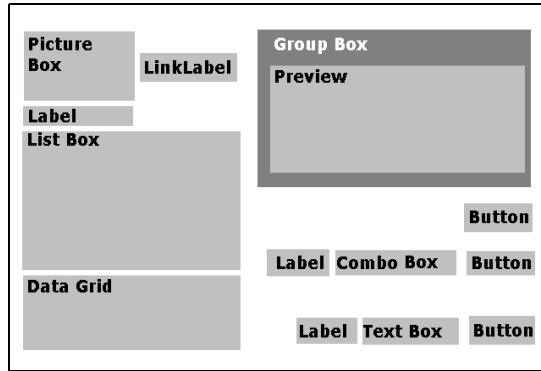 Picture
Box
LinkLabel
Label
List Box
Data Grid
Group Box
Preview
Button
Label Combo Box Button
Label Text Box Button